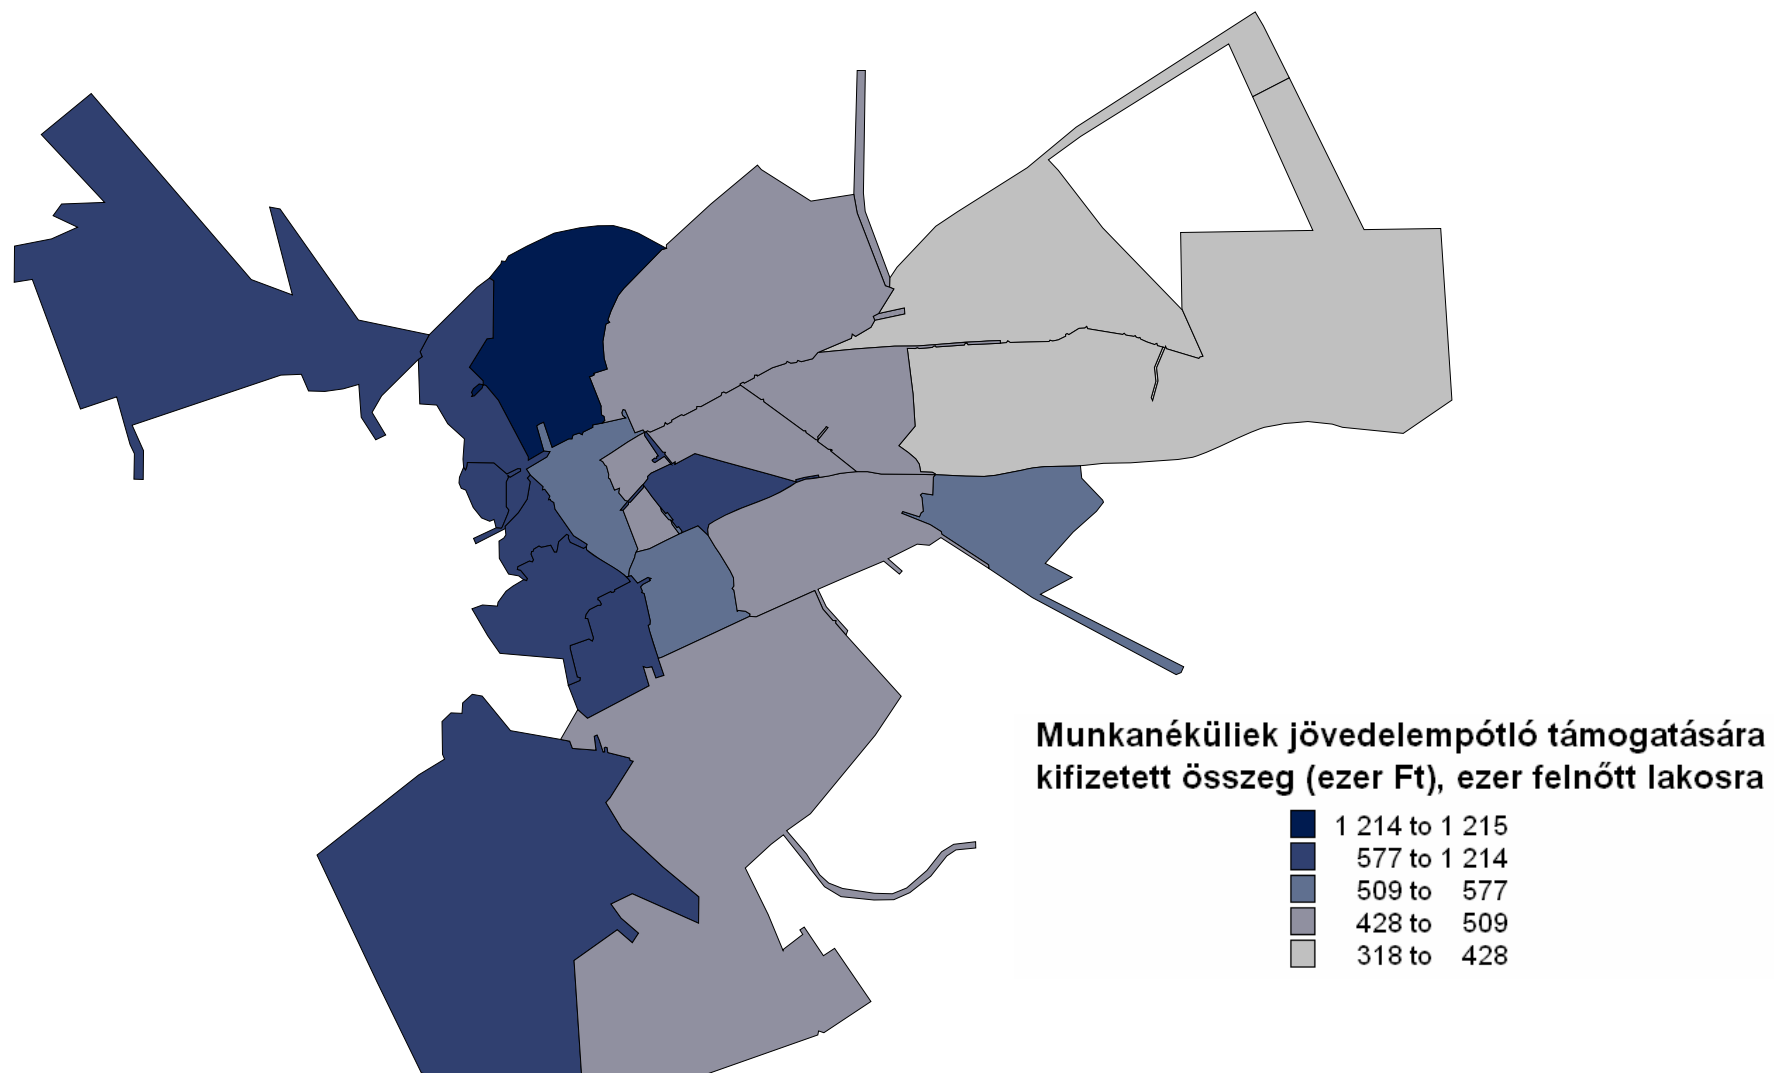 Munkanéküliek jövedelempótló támogatására
kifizetett összeg (ezer Ft), ezer felnőtt lakosra
1 214 to 1 215
577 to 1 214
509 to 577
428 to 509
318 to 428